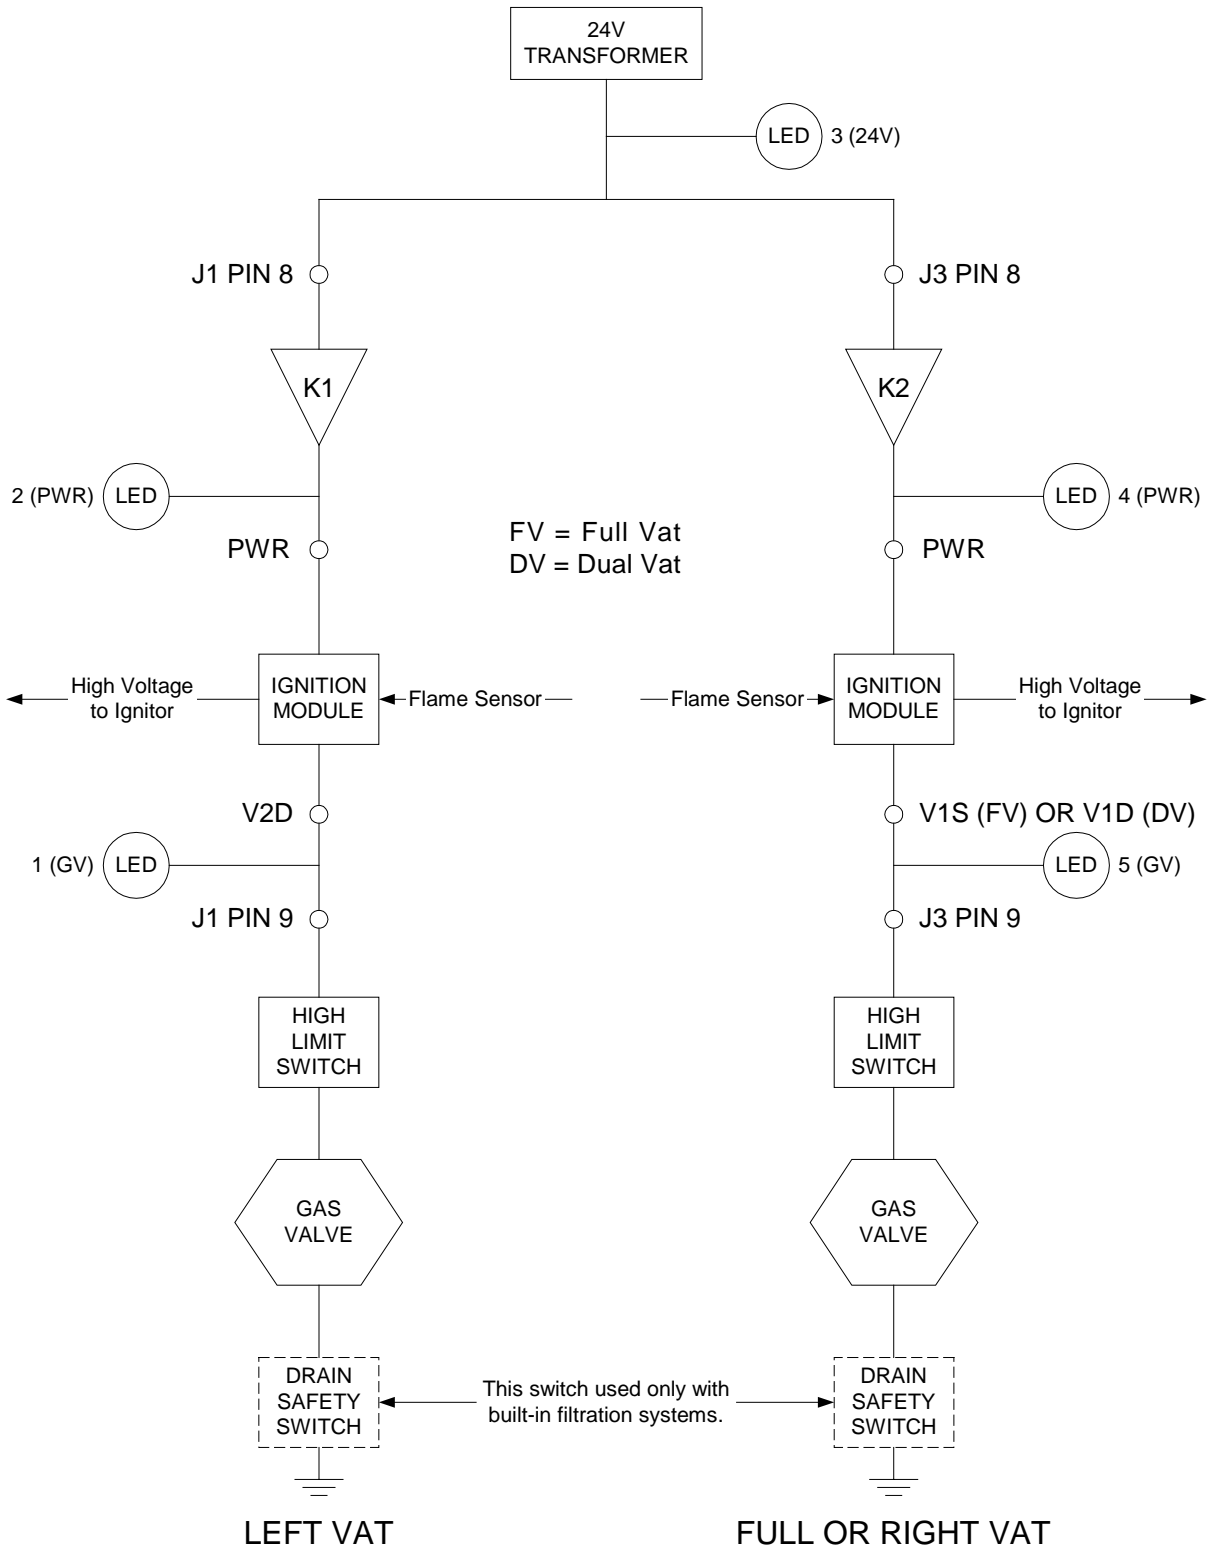 24V
TRANSFORMER
LED 3 (24V)
J1 PIN 8
J3 PIN 8
K1
K2
2 (PWR) LED
LED 4 (PWR)
FV = Full Vat
DV = Dual Vat
PWR
PWR
High Voltage
to Ignitor
IGNITION
MODULE
Flame Sensor
Flame Sensor
IGNITION
MODULE
High Voltage
to Ignitor
V2D
V1S (FV) OR V1D (DV)
1 (GV) LED
LED 5 (GV)
J1 PIN 9
J3 PIN 9
HIGH
LIMIT
SWITCH
HIGH
LIMIT
SWITCH
GAS
VALVE
GAS
VALVE
DRAIN
SAFETY
SWITCH
This switch used only with
built-in filtration systems.
DRAIN
SAFETY
SWITCH
LEFT VAT
FULL OR RIGHT VAT